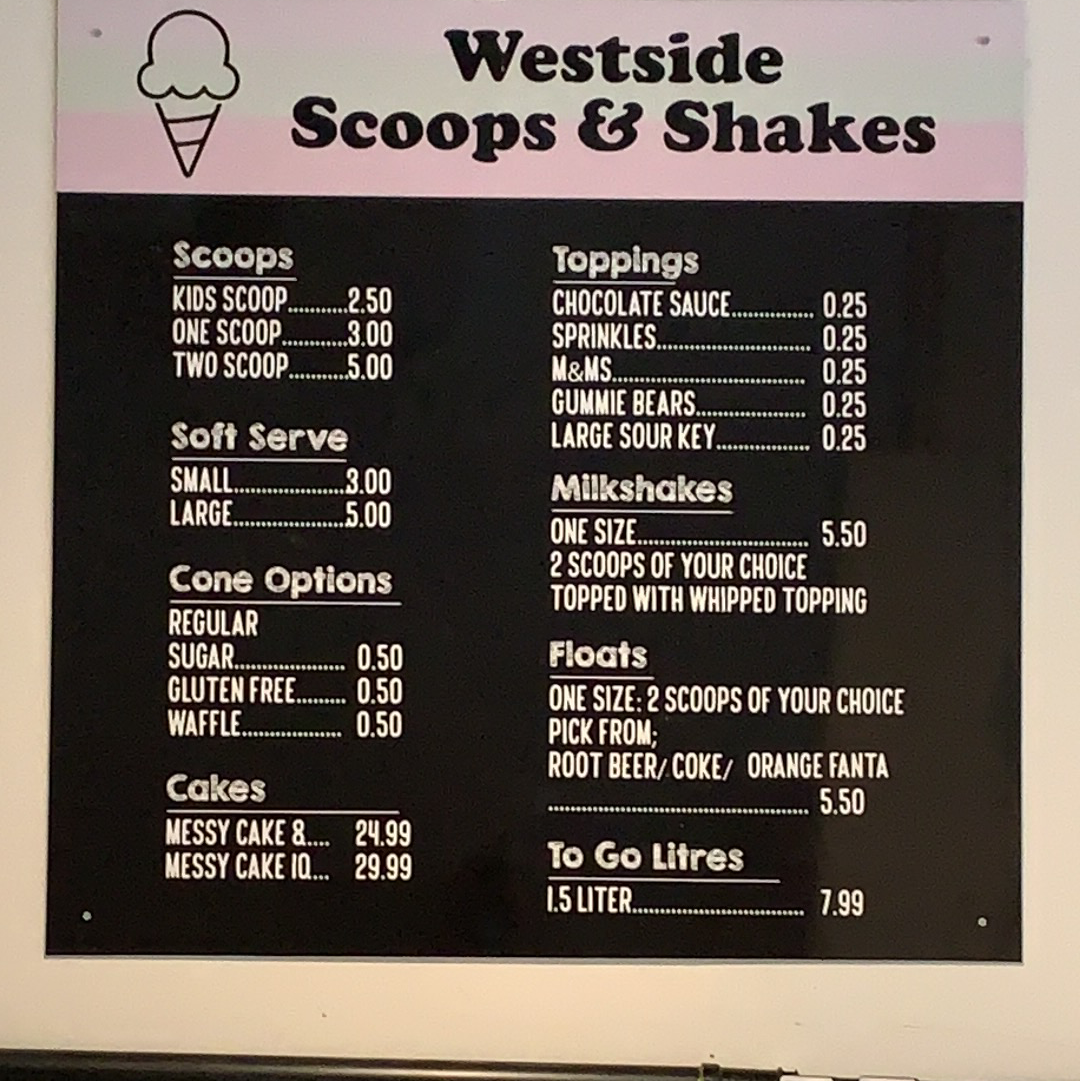 Westside
Scoops & Shakes
Scoops
KIDS SCOOP...........2.50
ONE SCOOP............3.00
TWO SCOOP...........5.00
Soft Serve
SMALL.....................3.00
LARGE.....................5.00
Cone Options
REGULAR
SUGAR..................... 0.50
GLUTEN FREE......... 0.50
WAFFLE................... 0.50
Cakes
MESSY CAKE 8.... 24.99
MESSY CAKE 10... 29.99
Toppings
CHOCOLATE SAUCE............... 0.25
SPRINKLES............................. 0.25
M&MS..................................... 0.25
GUMMIE BEARS..................... 0.25
LARGE SOUR KEY.................. 0.25
Milkshakes
ONE SIZE................................ 5.50
2 SCOOPS OF YOUR CHOICE
TOPPED WITH WHIPPED TOPPING
Floats
ONE SIZE: 2 SCOOPS OF YOUR CHOICE
PICK FROM;
ROOT BEER/ COKE/ ORANGE FANTA
................................................. 5.50
To Go Litres
1.5 LITER................................. 7.99